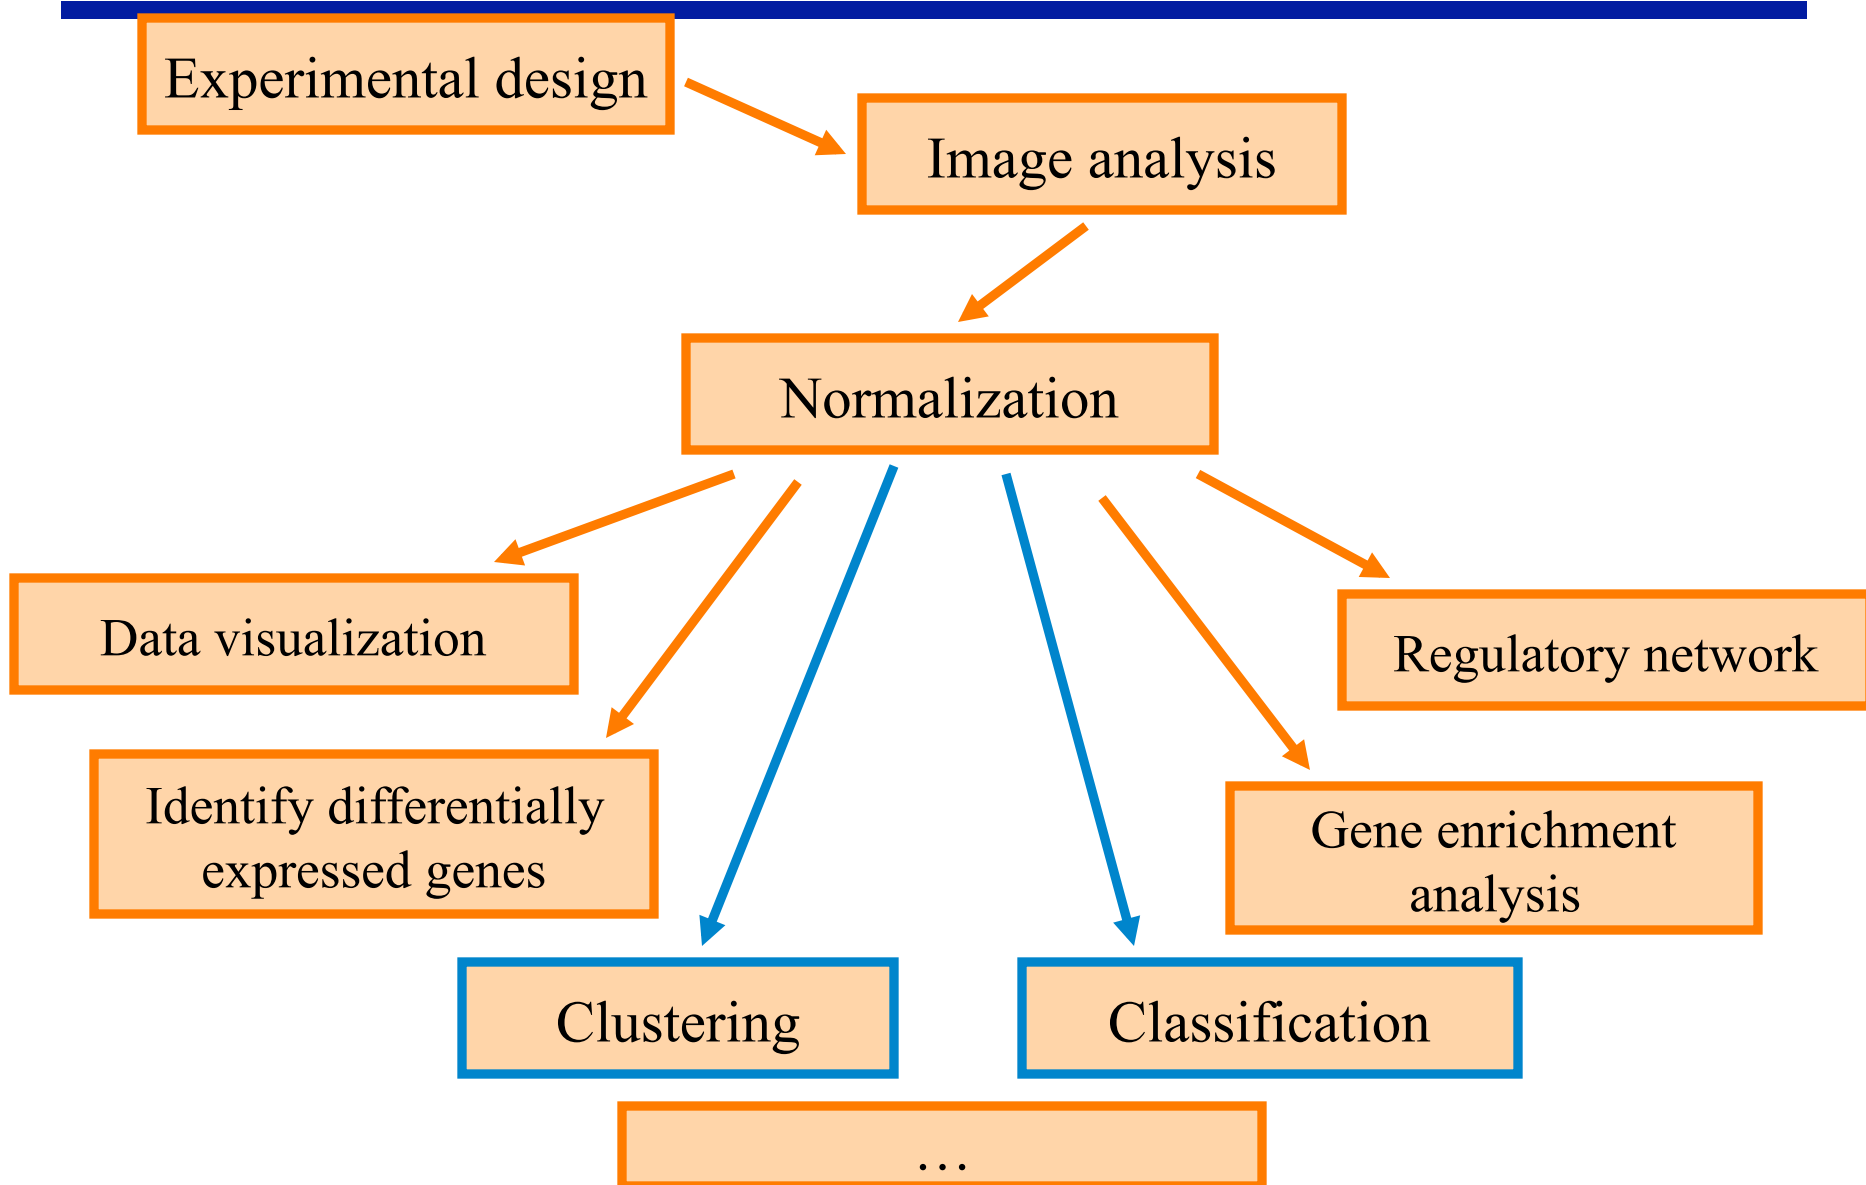 Experimental design
Image analysis
Normalization
Data visualization
Regulatory network
Identify differentially
expressed genes
Gene enrichment
analysis
Clustering
Classification
…